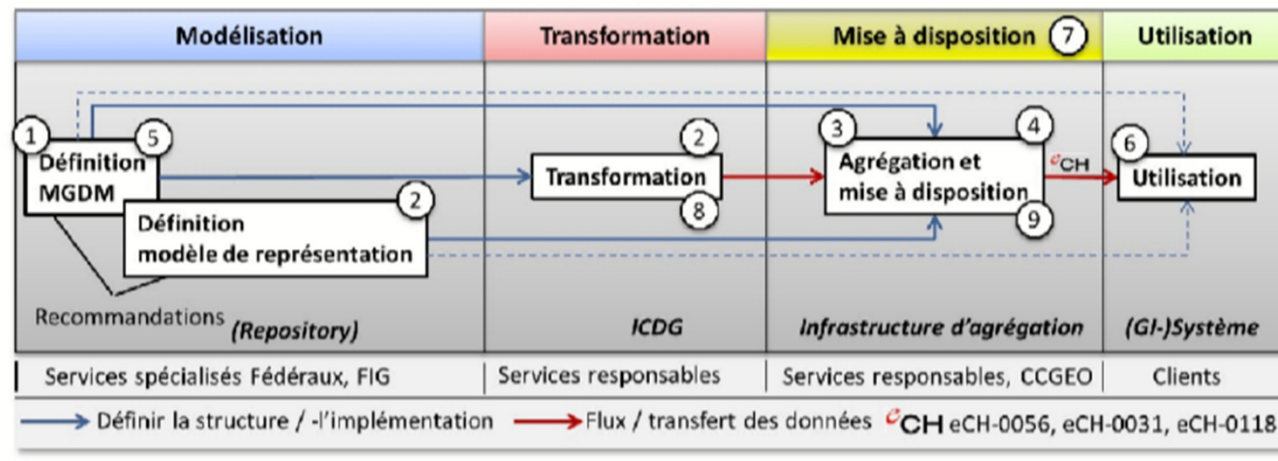 Modélisation
Transformation
Mise à disposition 7
Utilisation
1
5
Définition
MGDM
2
Définition
modèle de représentation
2
Transformation
8
3
4
Agrégation et
mise à disposition
9
eCH
6
Utilisation
Recommandations (Repository)
ICDG
Infrastructure d'agrégation
(GI-)Système
Services spécialisés Fédéraux, FIG
Services responsables
Services responsables, CCGEO
Clients
Définir la structure / -l'implémentation
Flux / transfert des données
eCH eCH-0056, eCH-0031, eCH-0118